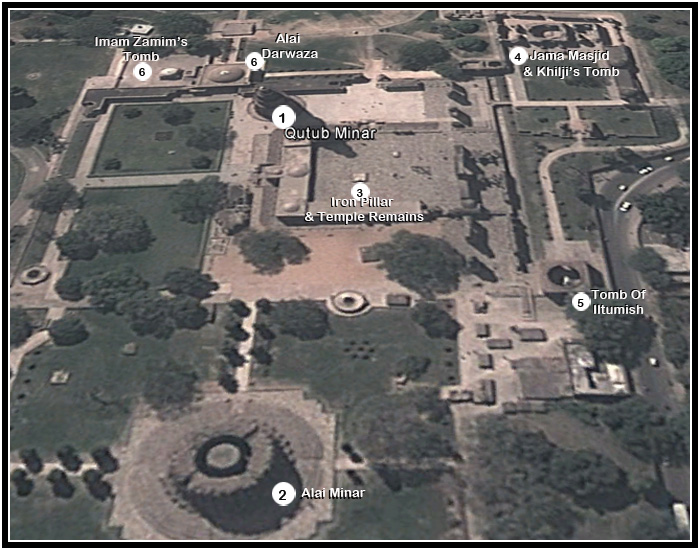 Imam Zamim's
Tomb
6
Alai
Darwaza
6
4
Jama Masjid
& Khilji's Tomb
1
Qutub Minar
3
Iron Pillar
& Temple Remains
5
Tomb Of
Iltumish
2
Alai Minar